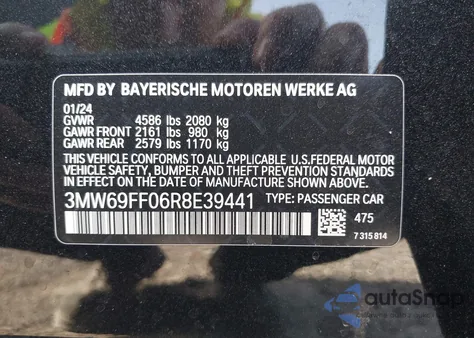 MFD BY BAYERISCHE MOTOREN WERKE AG
01/24
GVWR 4586 lbs 2080 kg
GAWR FRONT 2161 lbs 980 kg
GAWR REAR 2579 lbs 1170 kg
THIS VEHICLE CONFORMS TO ALL APPLICABLE U.S.FEDERAL MOTOR
VEHICLE SAFETY, BUMPER AND THEFT PREVENTION STANDARDS
IN EFFECT ON THE DATE OF MANUFACTURE SHOWN ABOVE.
3MW69FF06R8E39441 TYPE: PASSENGER CAR
475
7 315 814
autaSnap